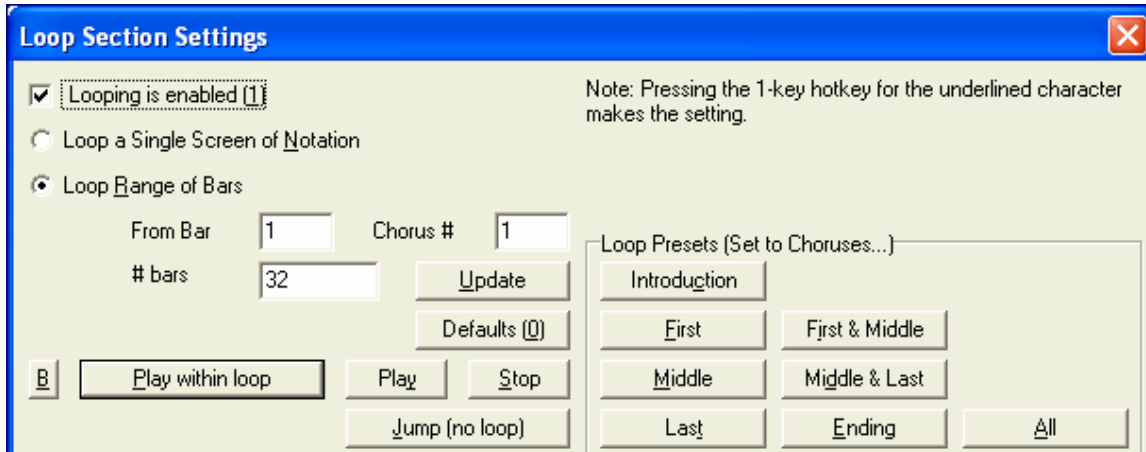 Loop Section Settings
Looping is enabled (1)
Note: Pressing the 1-key hotkey for the underlined character
makes the setting.
Loop a Single Screen of Notation
Loop Range of Bars
From Bar 1 Chorus # 1
# bars 32 Update
Defaults (0)
B Play within loop Play Stop
Jump (no loop)
Loop Presets (Set to Choruses...)
Introduction
First First & Middle
Middle Middle & Last
Last Ending All